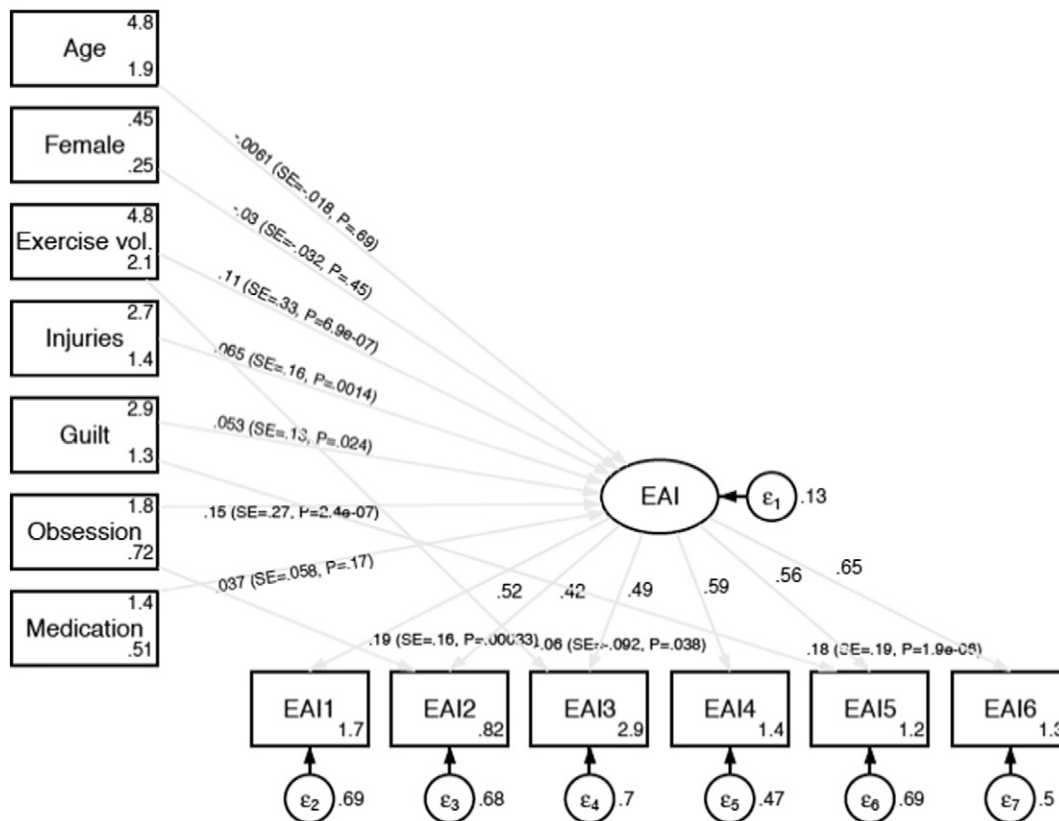 4.8
Age
1.9
.45
Female
.25
4.8
Exercise vol.
2.1
2.7
Injuries
1.4
2.9
Guilt
1.3
1.8
Obsession
.72
1.4
Medication
.51
-.0061 (SE=-.018, P=.69)
-.03 (SE=-.032, P=.45)
.11 (SE=.33, P=6.9e-07)
.065 (SE=.16, P=.0014)
.053 (SE=.13, P=.024)
.15 (SE=.27, P=2.4e-07)
.037 (SE=.058, P=.17)
EAI
ε1
.13
.52
.42
.49
.59
.56
.65
.19 (SE=.16, P=.00033)
.06 (SE=-.092, P=.038)
.18 (SE=.19, P=1.9e-06)
EAI1
1.7
EAI2
.82
EAI3
2.9
EAI4
1.4
EAI5
1.2
EAI6
1.3
ε2 .69
ε3 .68
ε4 .7
ε5 .47
ε6 .69
ε7 .5